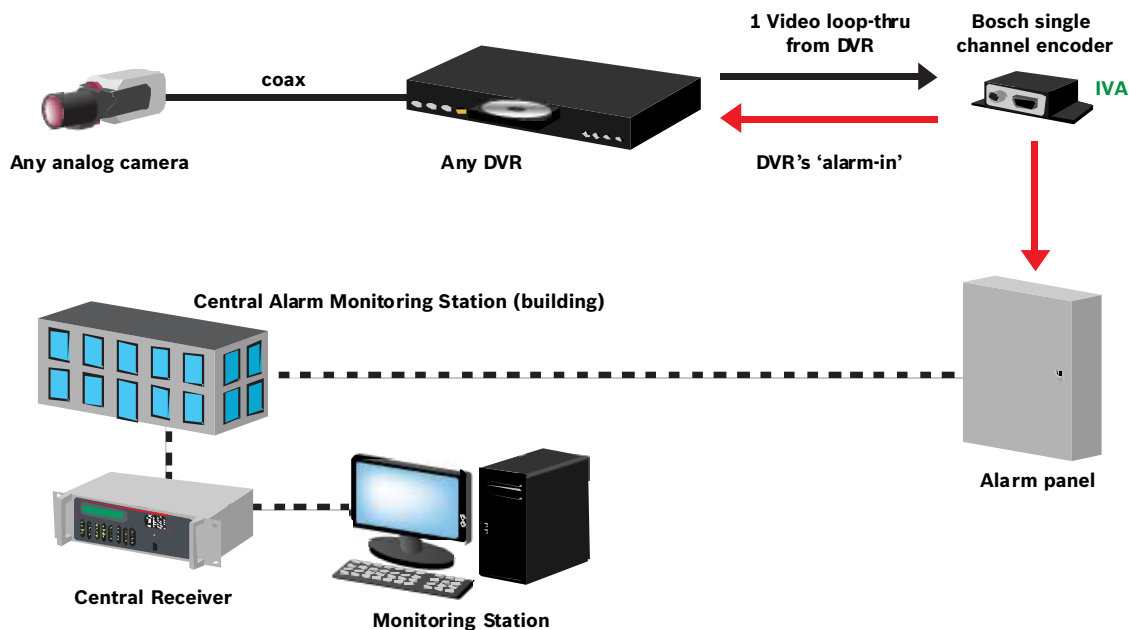 1 Video loop-thru
from DVR
Bosch single
channel encoder
coax
IVA
Any analog camera
Any DVR
DVR's ‘alarm-in’
Central Alarm Monitoring Station (building)
Alarm panel
Central Receiver
Monitoring Station